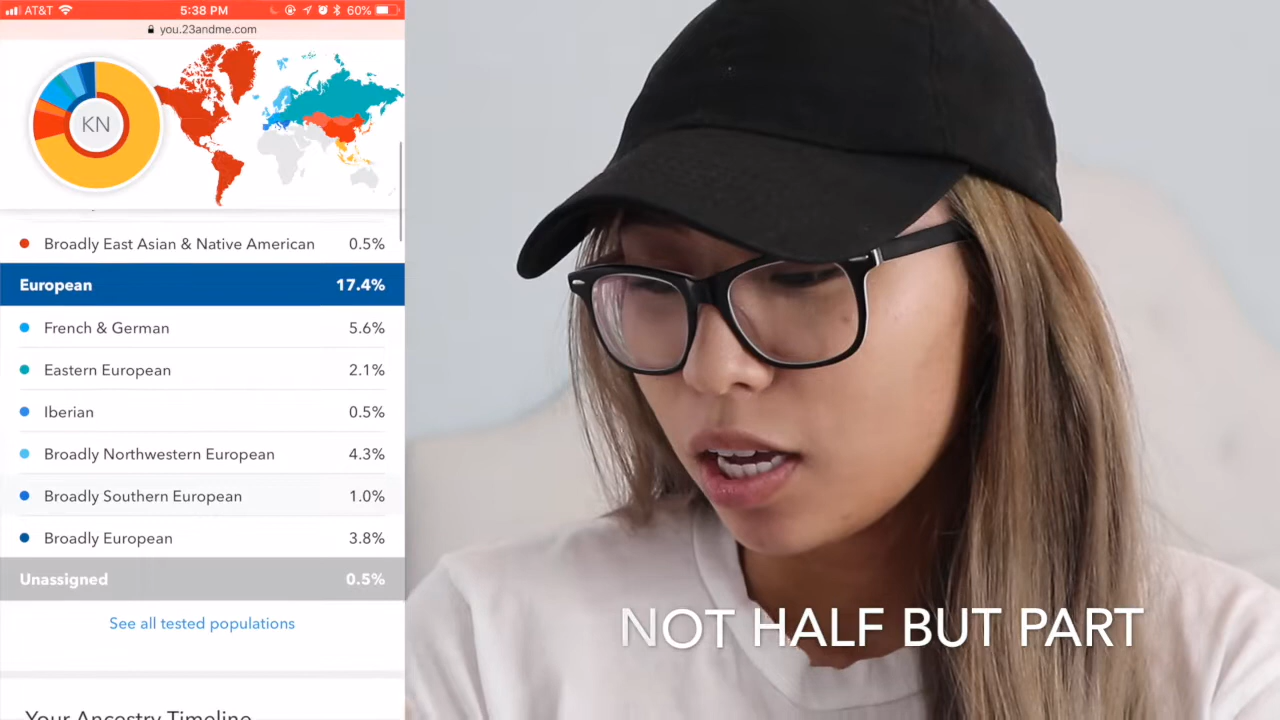 AT&T 5:38 PM 60%
you.23andme.com
KN
Broadly East Asian & Native American 0.5%
European 17.4%
French & German 5.6%
Eastern European 2.1%
Iberian 0.5%
Broadly Northwestern European 4.3%
Broadly Southern European 1.0%
Broadly European 3.8%
Unassigned 0.5%
See all tested populations
Your Ancestry Timeline
NOT HALF BUT PART